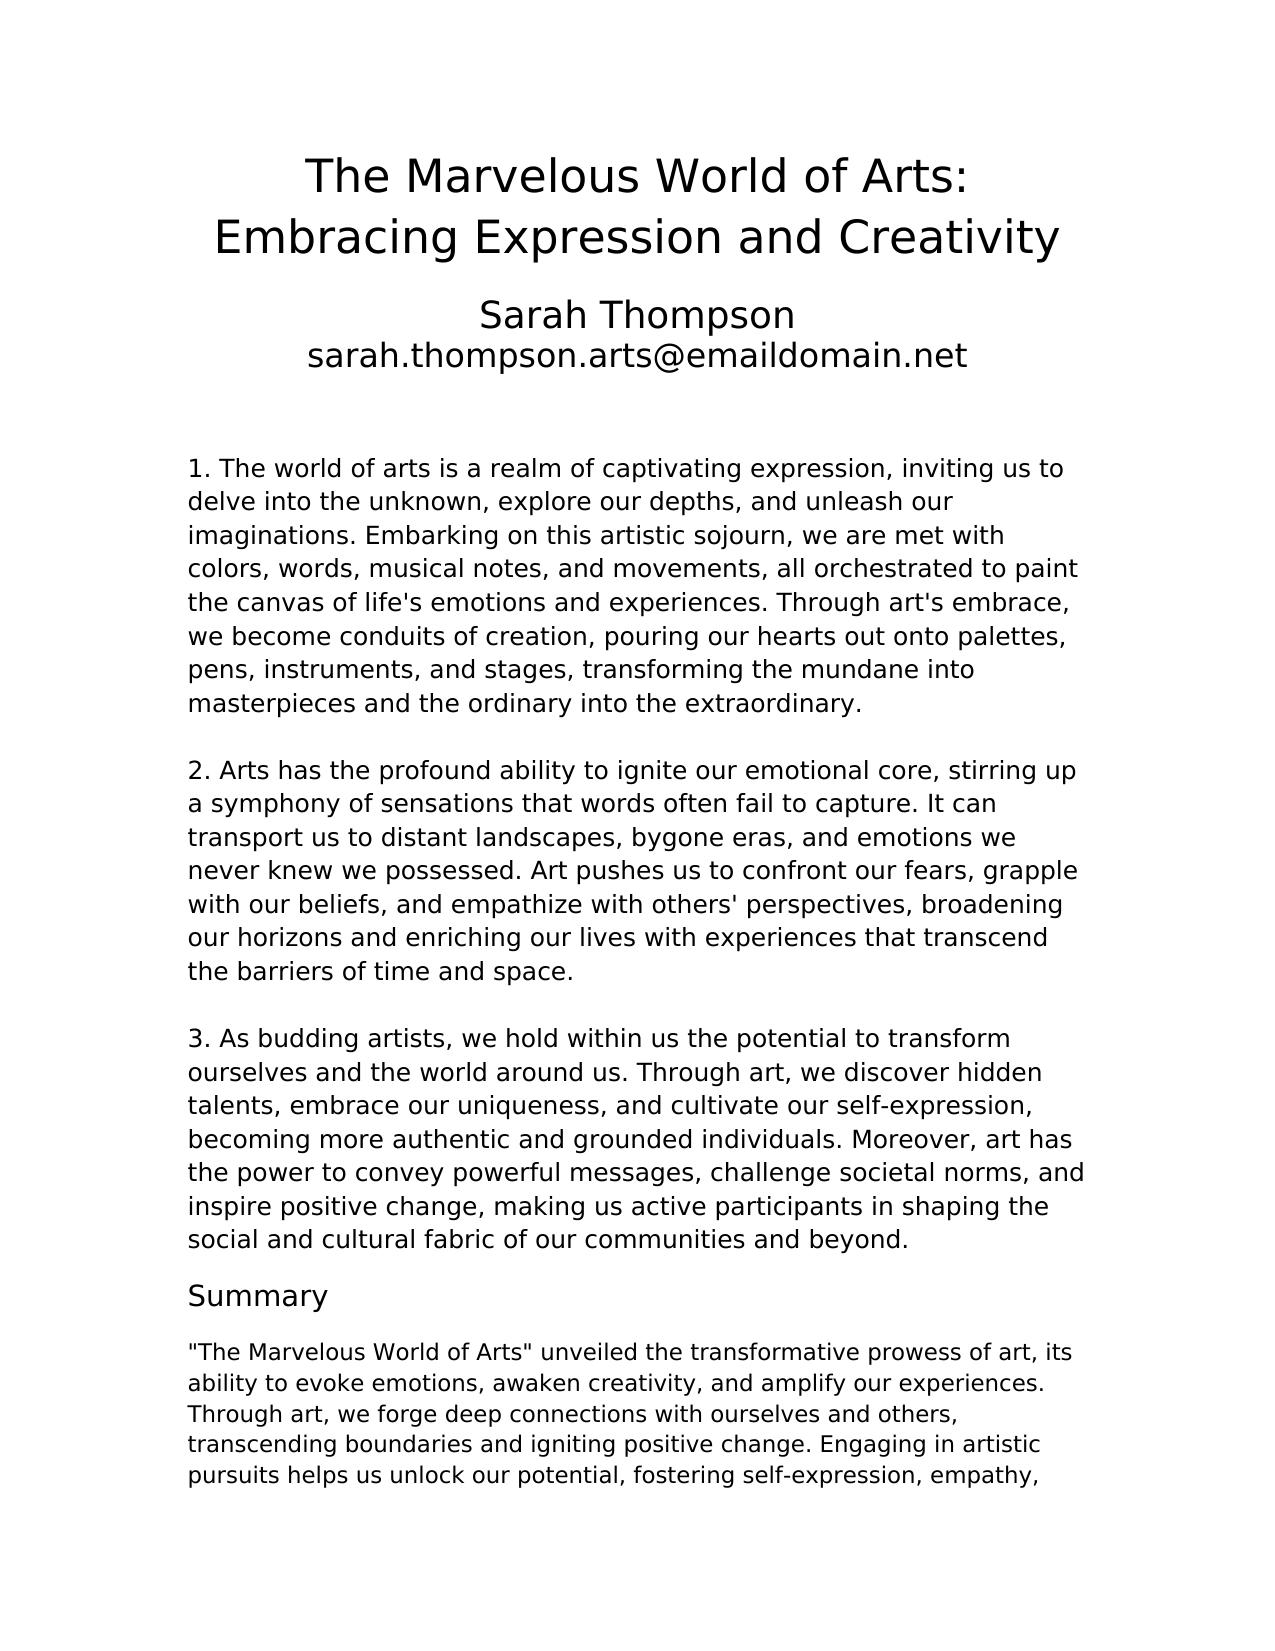 The Marvelous World of Arts:
Embracing Expression and Creativity
Sarah Thompson
sarah.thompson.arts@emaildomain.net
1. The world of arts is a realm of captivating expression, inviting us to
delve into the unknown, explore our depths, and unleash our
imaginations. Embarking on this artistic sojourn, we are met with
colors, words, musical notes, and movements, all orchestrated to paint
the canvas of life's emotions and experiences. Through art's embrace,
we become conduits of creation, pouring our hearts out onto palettes,
pens, instruments, and stages, transforming the mundane into
masterpieces and the ordinary into the extraordinary.
2. Arts has the profound ability to ignite our emotional core, stirring up
a symphony of sensations that words often fail to capture. It can
transport us to distant landscapes, bygone eras, and emotions we
never knew we possessed. Art pushes us to confront our fears, grapple
with our beliefs, and empathize with others' perspectives, broadening
our horizons and enriching our lives with experiences that transcend
the barriers of time and space.
3. As budding artists, we hold within us the potential to transform
ourselves and the world around us. Through art, we discover hidden
talents, embrace our uniqueness, and cultivate our self-expression,
becoming more authentic and grounded individuals. Moreover, art has
the power to convey powerful messages, challenge societal norms, and
inspire positive change, making us active participants in shaping the
social and cultural fabric of our communities and beyond.
Summary
"The Marvelous World of Arts" unveiled the transformative prowess of art, its
ability to evoke emotions, awaken creativity, and amplify our experiences.
Through art, we forge deep connections with ourselves and others,
transcending boundaries and igniting positive change. Engaging in artistic
pursuits helps us unlock our potential, fostering self-expression, empathy,